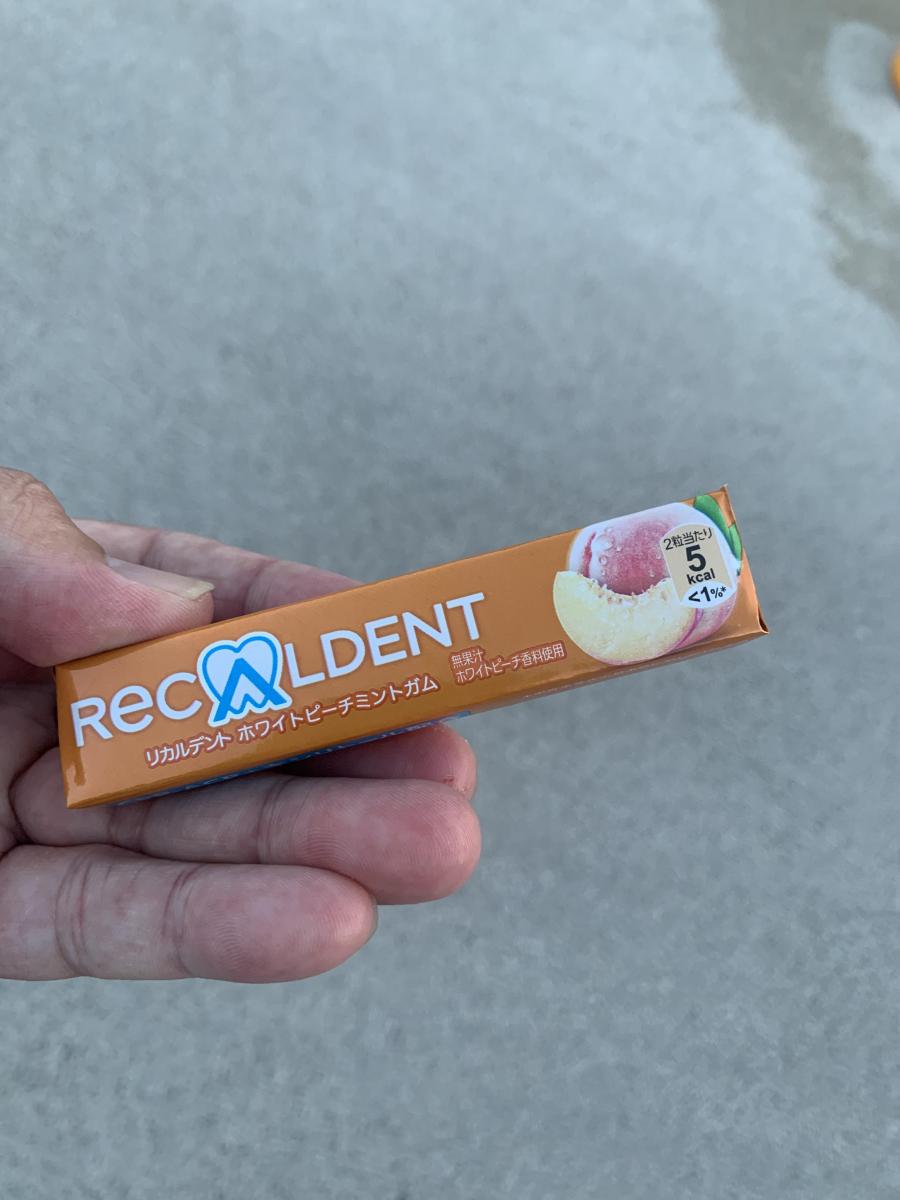 RecALDENT
リカルデント ホワイトピーチミントガム
無果汁
ホワイトピーチ香料使用
2粒当たり
5
kcal
<1%*